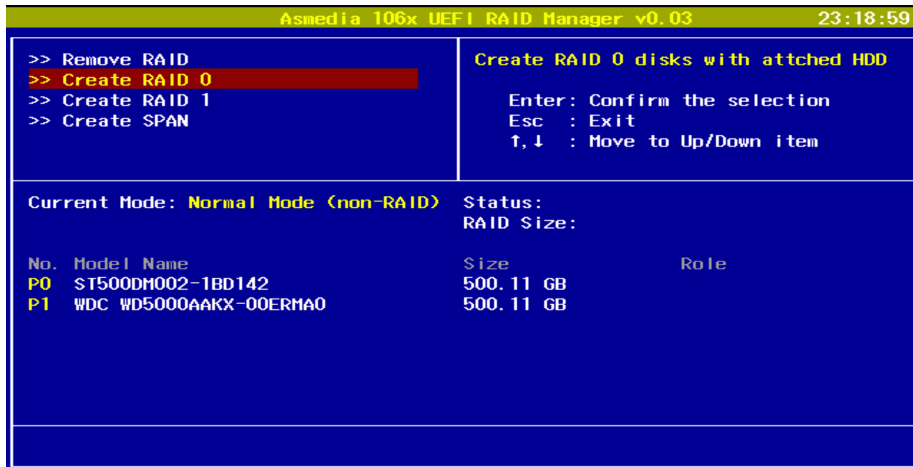 Asmedia 106x UEFI RAID Manager v0.03 23:18:59
>> Remove RAID
>> Create RAID 0
>> Create RAID 1
>> Create SPAN
Create RAID 0 disks with attched HDD
Enter: Confirm the selection
Esc : Exit
↑,↓ : Move to Up/Down item
Current Mode: Normal Mode (non-RAID) Status:
RAID Size:
No. Model Name Size Role
P0 ST500DM002-1BD142 500.11 GB
P1 WDC WD5000AAKX-00ERMA0 500.11 GB